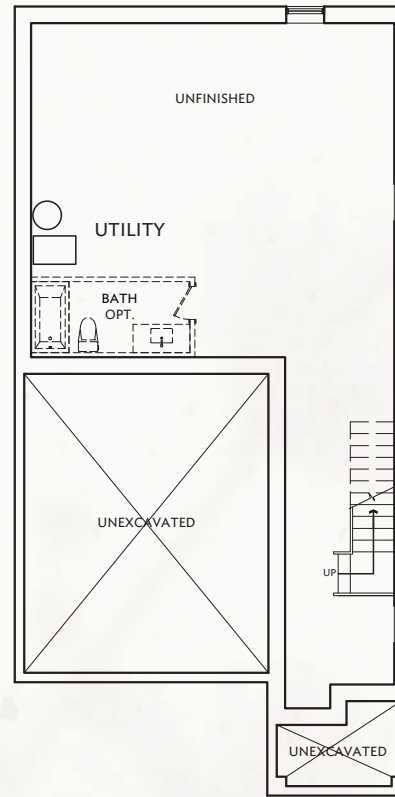 UNFINISHED
UTILITY
BATH
OPT.
UNEXCAVATED
UP
UNEXCAVATED